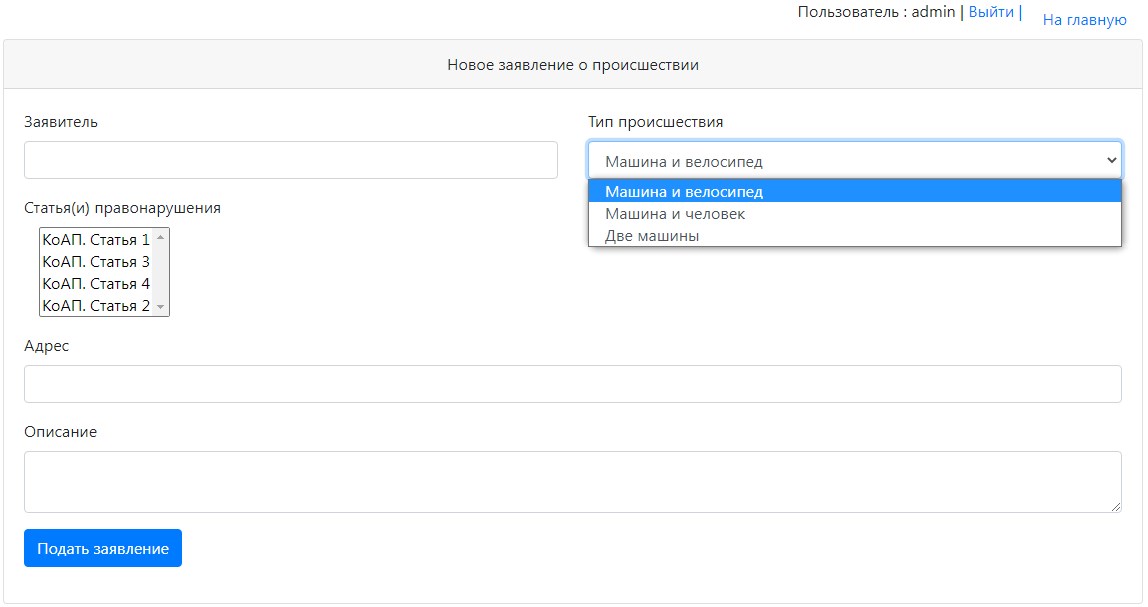 Пользователь : admin | Выйти | На главную
Новое заявление о происшествии
Заявитель
Тип происшествия
Машина и велосипед
Машина и велосипед
Машина и человек
Две машины
Статья(и) правонарушения
КоАП. Статья 1
КоАП. Статья 3
КоАП. Статья 4
КоАП. Статья 2
Адрес
Описание
Подать заявление